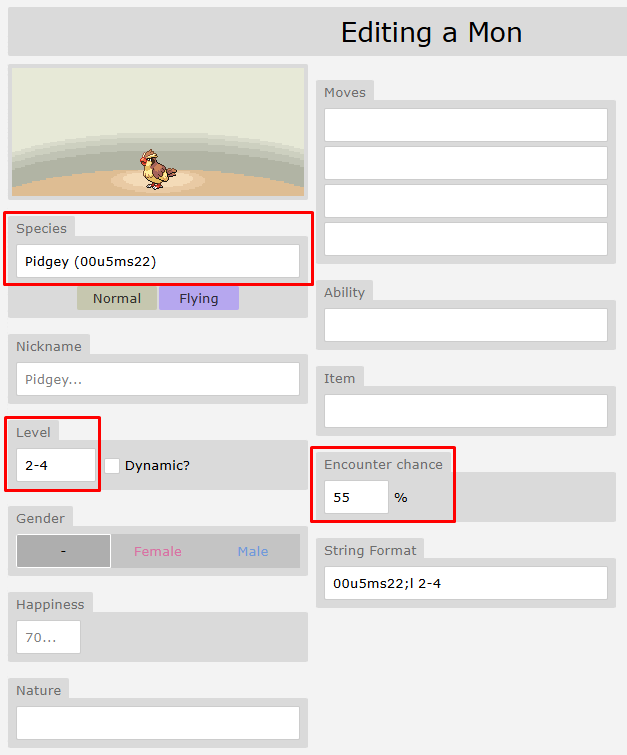 Editing a Mon
Species
Pidgey (00u5ms22)
Normal Flying
Nickname
Pidgey...
Level
2-4 Dynamic?
Gender
- Female Male
Happiness
70...
Nature
Moves
Ability
Item
Encounter chance
55 %
String Format
00u5ms22;l 2-4